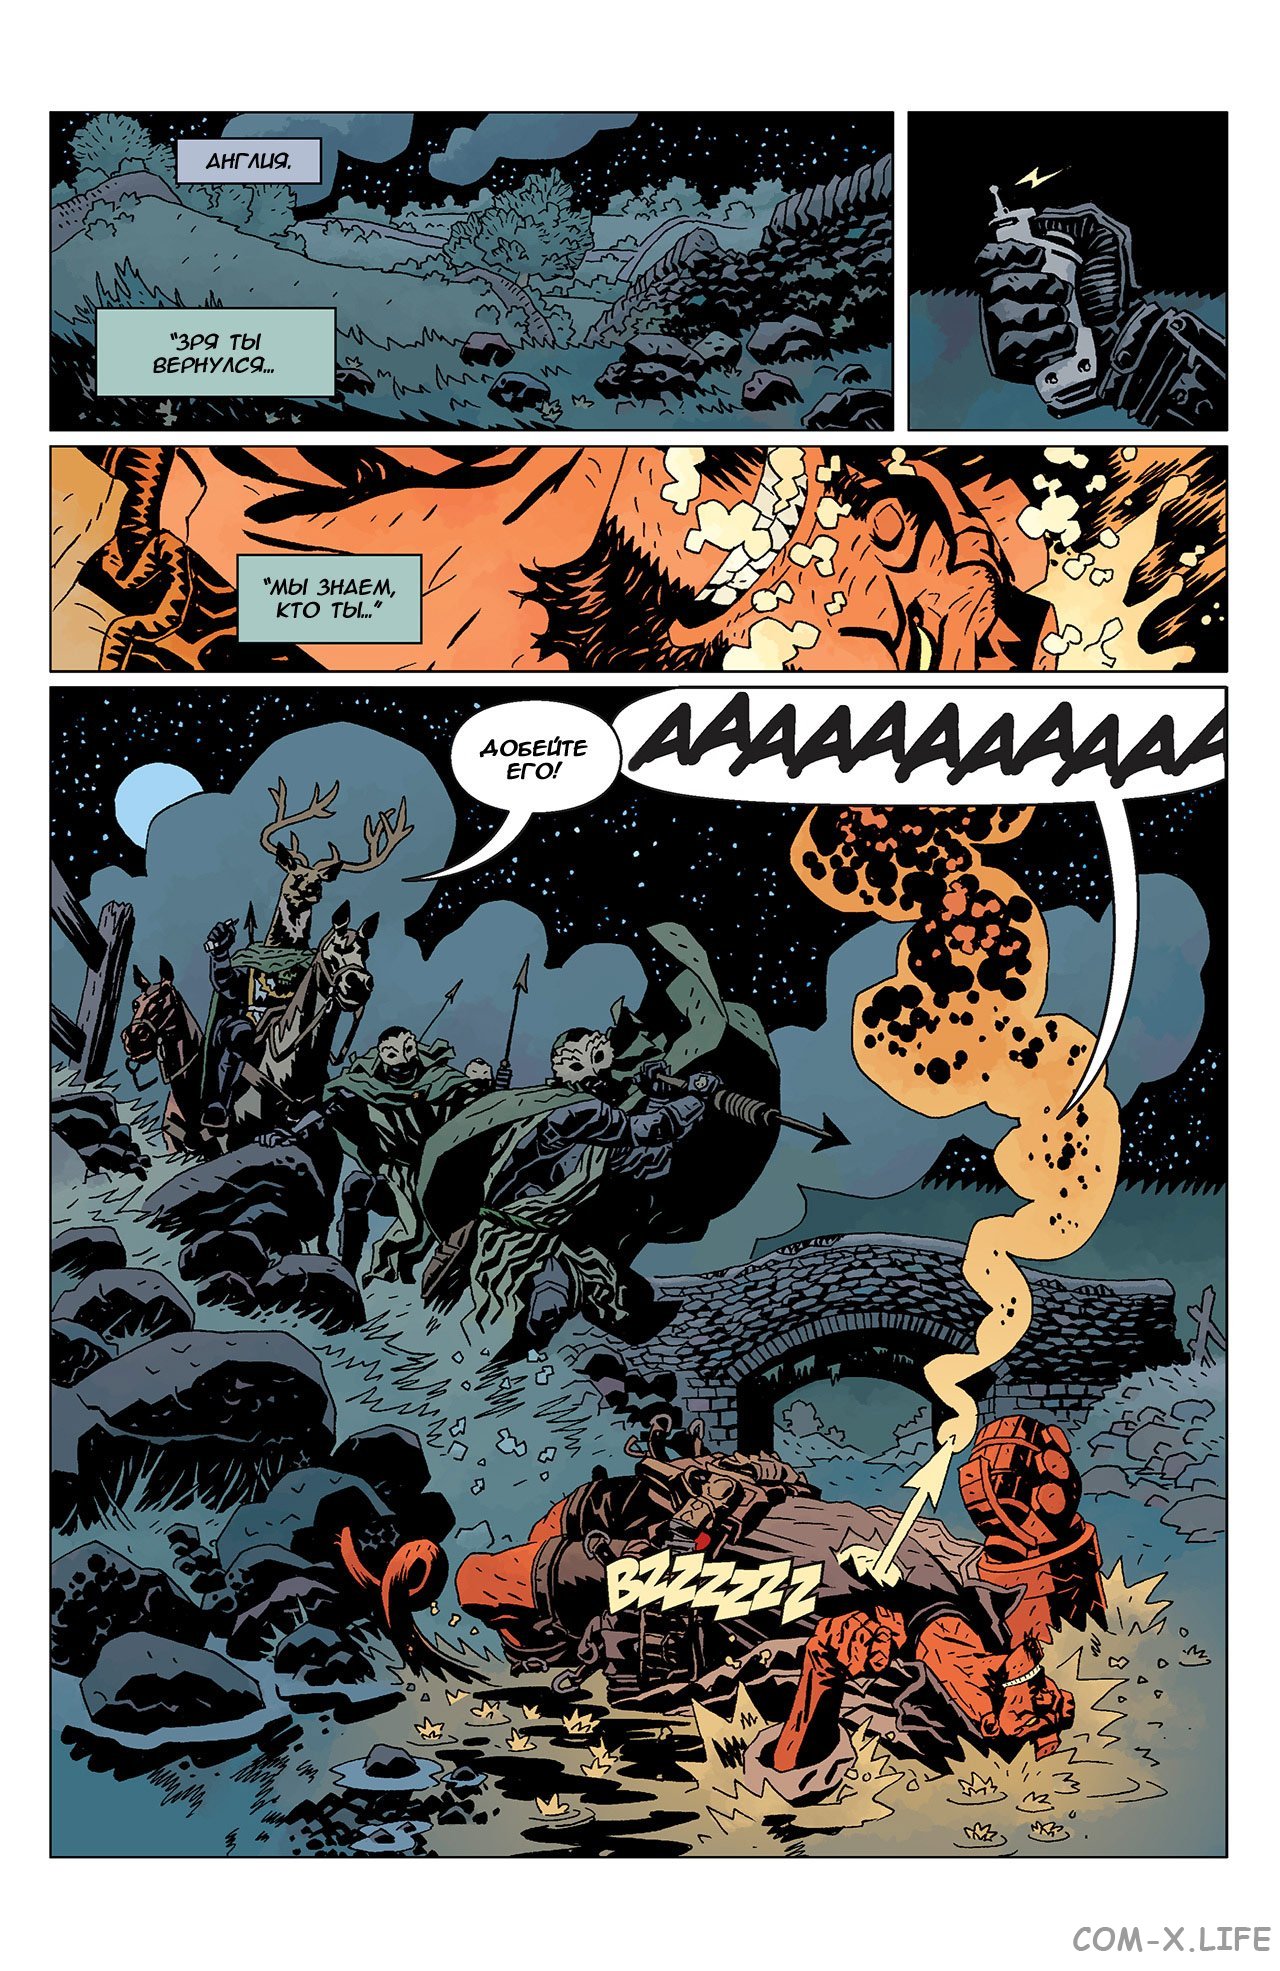 АНГЛИЯ.
"ЗРЯ ТЫ
ВЕРНУЛСЯ...
"МЫ ЗНАЕМ,
КТО ТЫ..."
ДОБЕЙТЕ
ЕГО!
АААААААААААА
BZZZZZZ
COM-X.LIFE